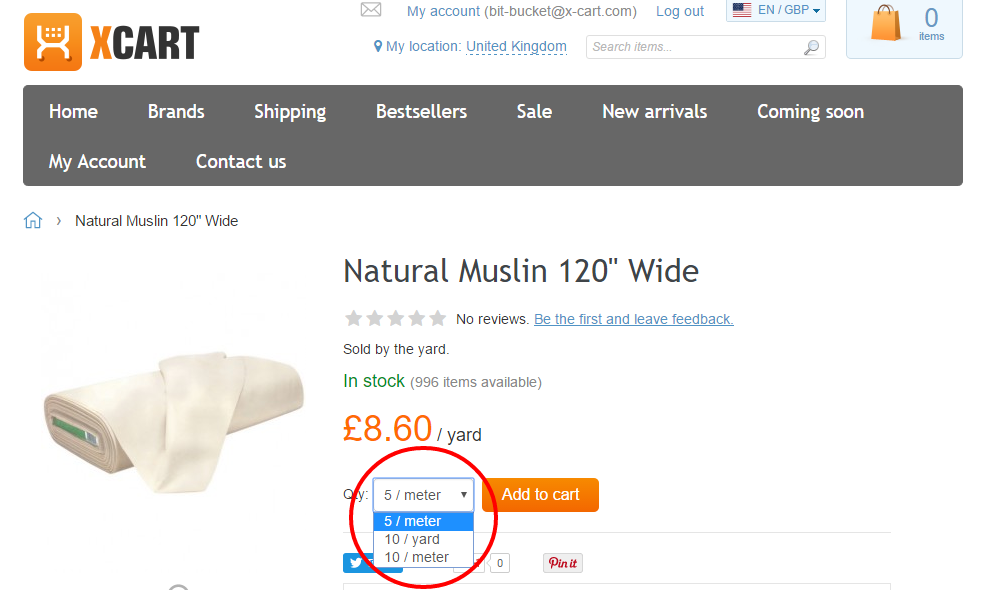 My account (bit-bucket@x-cart.com) Log out EN / GBP
0
items
XCART
My location: United Kingdom Search items...
Home Brands Shipping Bestsellers Sale New arrivals Coming soon
My Account Contact us
› Natural Muslin 120" Wide
Natural Muslin 120" Wide
No reviews. Be the first and leave feedback.
Sold by the yard.
In stock (996 items available)
£8.60 / yard
Qty: 5 / meter Add to cart
5 / meter
10 / yard
10 / meter
0 Pin it